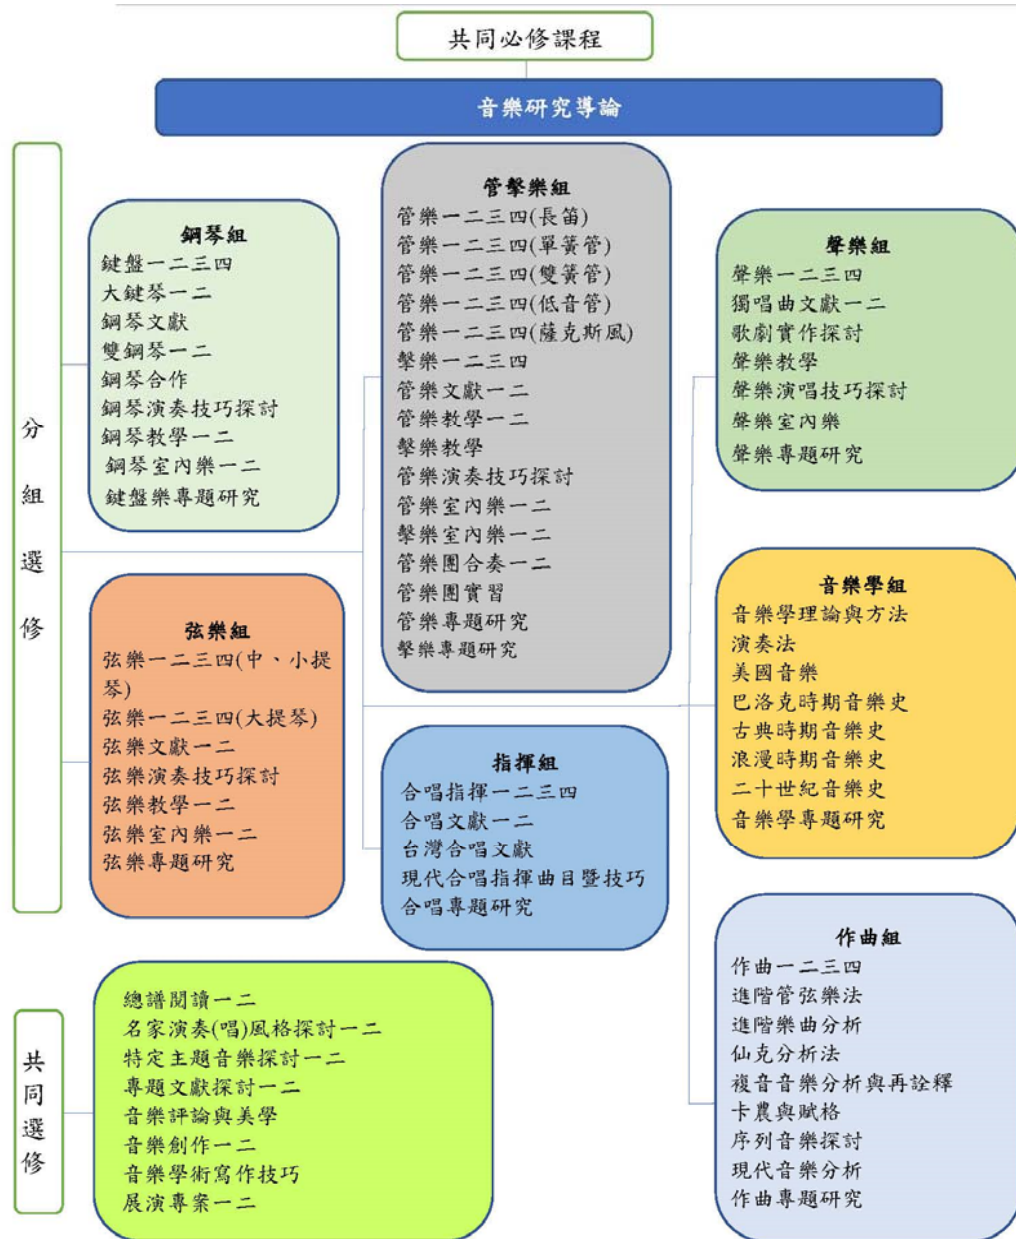 共同必修課程
音樂研究導論
分組選修
鋼琴組
鍵盤一二三四
大鍵琴一二
鋼琴文獻
雙鋼琴一二
鋼琴合作
鋼琴演奏技巧探討
鋼琴教學一二
鋼琴室內樂一二
鍵盤樂專題研究
弦樂組
弦樂一二三四(中、小提
琴)
弦樂一二三四(大提琴)
弦樂文獻一二
弦樂演奏技巧探討
弦樂教學一二
弦樂室內樂一二
弦樂專題研究
管擊樂組
管樂一二三四(長笛)
管樂一二三四(單簧管)
管樂一二三四(雙簧管)
管樂一二三四(低音管)
管樂一二三四(薩克斯風)
擊樂一二三四
管樂文獻一二
管樂教學一二
擊樂教學
管樂演奏技巧探討
管樂室內樂一二
擊樂室內樂一二
管樂團合奏一二
管樂團實習
管樂專題研究
擊樂專題研究
指揮組
合唱指揮一二三四
合唱文獻一二
台灣合唱文獻
現代合唱指揮曲目暨技巧
合唱專題研究
聲樂組
聲樂一二三四
獨唱曲文獻一二
歌劇實作探討
聲樂教學
聲樂演唱技巧探討
聲樂室內樂
聲樂專題研究
音樂學組
音樂學理論與方法
演奏法
美國音樂
巴洛克時期音樂史
古典時期音樂史
浪漫時期音樂史
二十世紀音樂史
音樂學專題研究
作曲組
作曲一二三四
進階管弦樂法
進階樂曲分析
仙克分析法
複音音樂分析與再詮釋
卡農與賦格
序列音樂探討
現代音樂分析
作曲專題研究
共同選修
總譜閱讀一二
名家演奏(唱)風格探討一二
特定主題音樂探討一二
專題文獻探討一二
音樂評論與美學
音樂創作一二
音樂學術寫作技巧
展演專案一二